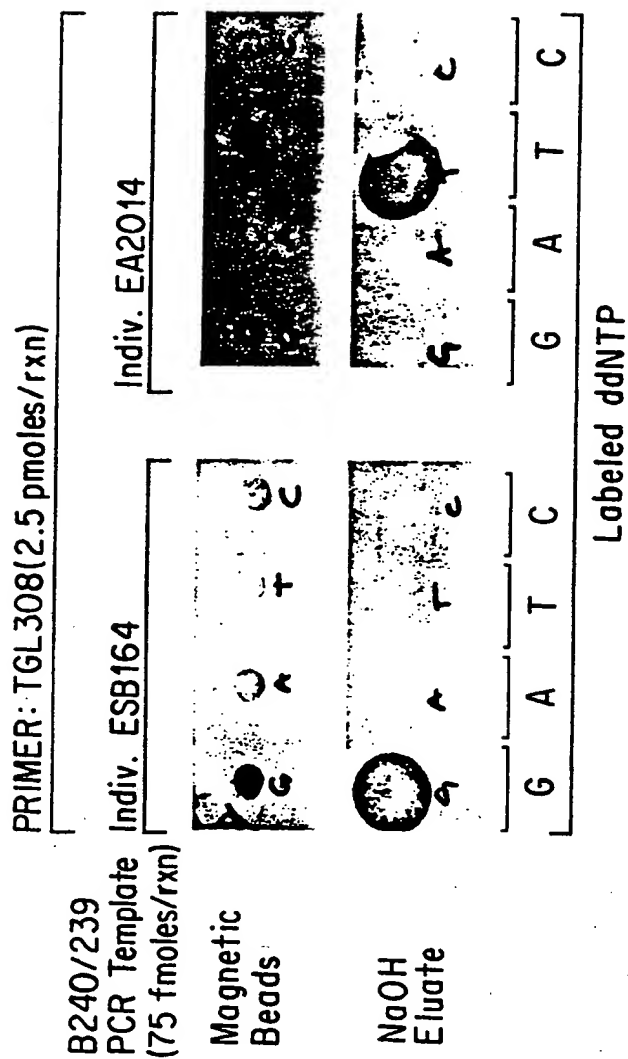 PRIMER: TGL308(2.5 pmoles/rxn)
B240/239
PCR Template
(75 fmoles/rxn)
Indiv. ESB164
Indiv. EA2014
Magnetic
Beads
G A T C
NaOH
Eluate
G A T C
G A T C
G A T C
G A T C
Labeled ddNTP